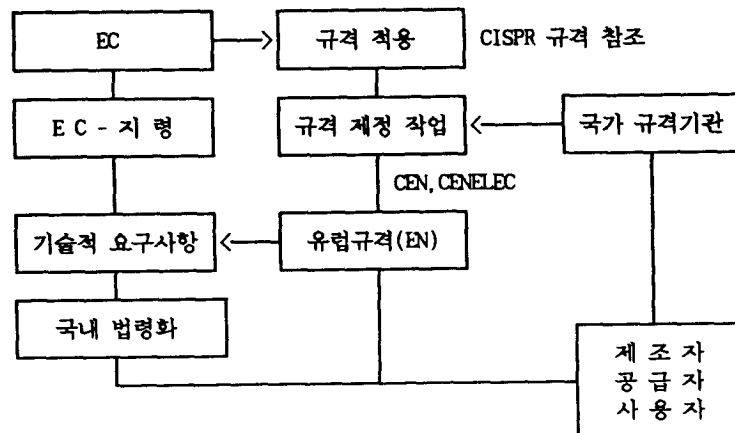 EC
규격 적용
CISPR 규격 참조
E C - 지 령
규격 제정 작업
국가 규격기관
CEN, CENELEC
기술적 요구사항
유럽규격(EN)
국내 법령화
제 조 자
공 급 자
사 용 자